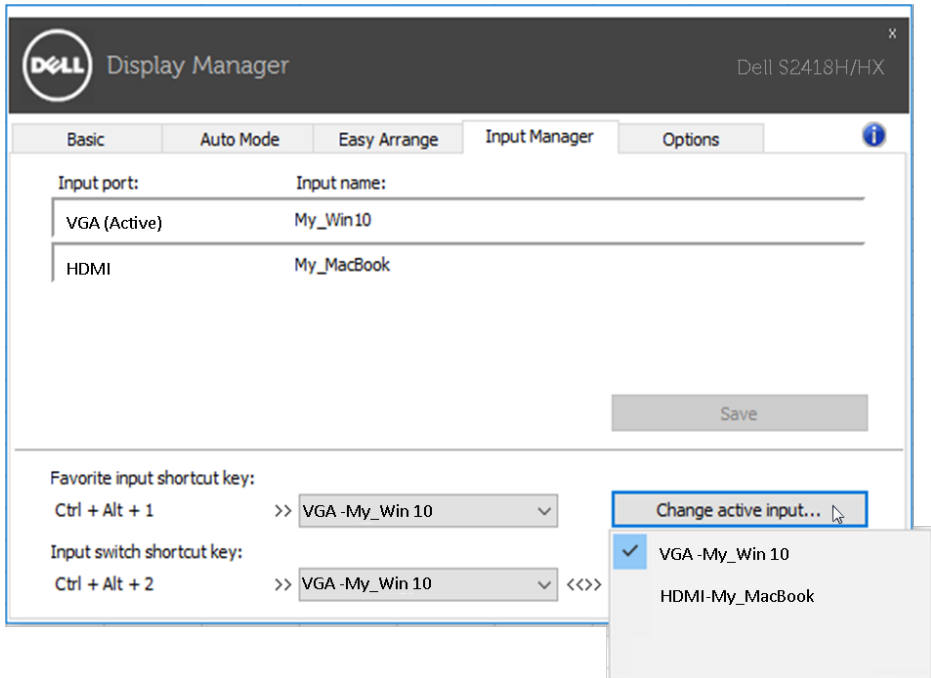 x
DELL Display Manager Dell S2418H/HX
Basic Auto Mode Easy Arrange Input Manager Options i
Input port: Input name:
VGA (Active) My_Win10
HDMI My_MacBook
Save
Favorite input shortcut key:
Ctrl + Alt + 1 >> VGA -My_Win 10 Change active input...
Input switch shortcut key:
Ctrl + Alt + 2 >> VGA -My_Win 10 <<>>
VGA -My_Win 10
HDMI-My_MacBook